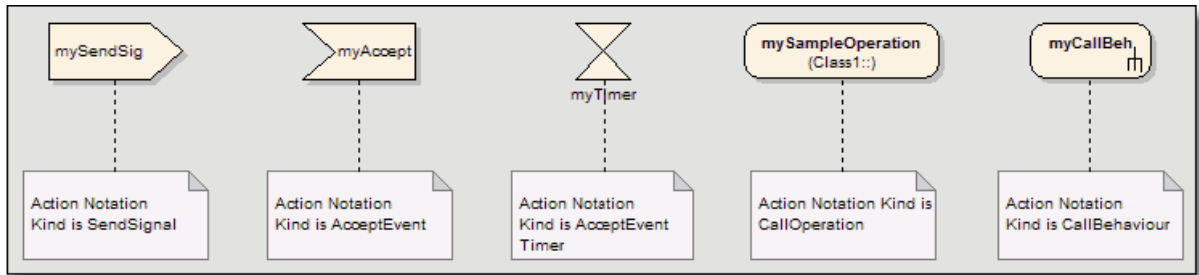 mySendSig
myAccept
myTimer
mySampleOperation
(Class1::)
myCallBeh
Action Notation
Kind is SendSignal
Action Notation
Kind is AcceptEvent
Action Notation
Kind is AcceptEvent
Timer
Action Notation Kind is
CallOperation
Action Notation
Kind is CallBehaviour